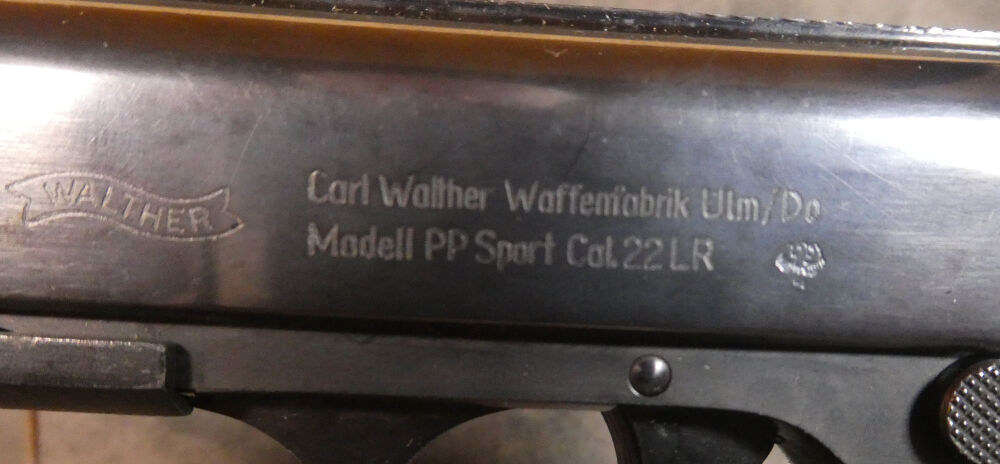 WALTHER
Carl Walther Waffenfabrik Ulm/Do
Modell PP Sport Cal.22 LR